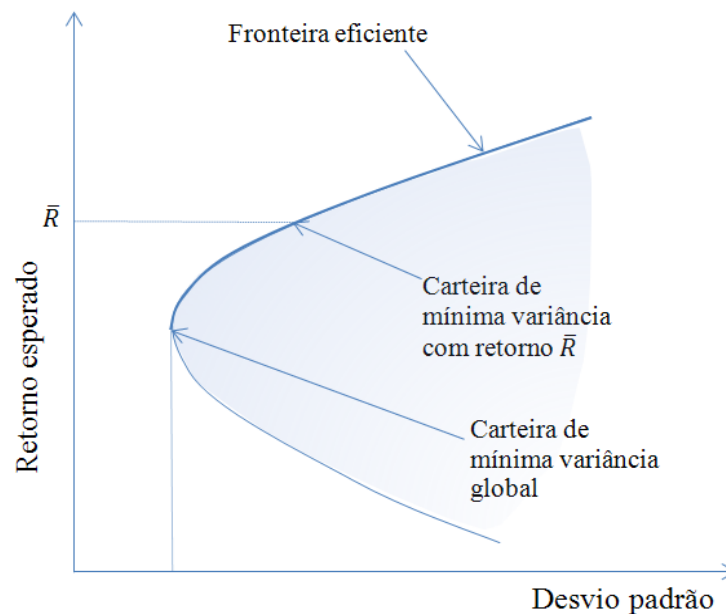 Fronteira eficiente
R̄
Carteira de
mínima variância
com retorno R̄
Retorno esperado
Carteira de
mínima variância
global
Desvio padrão